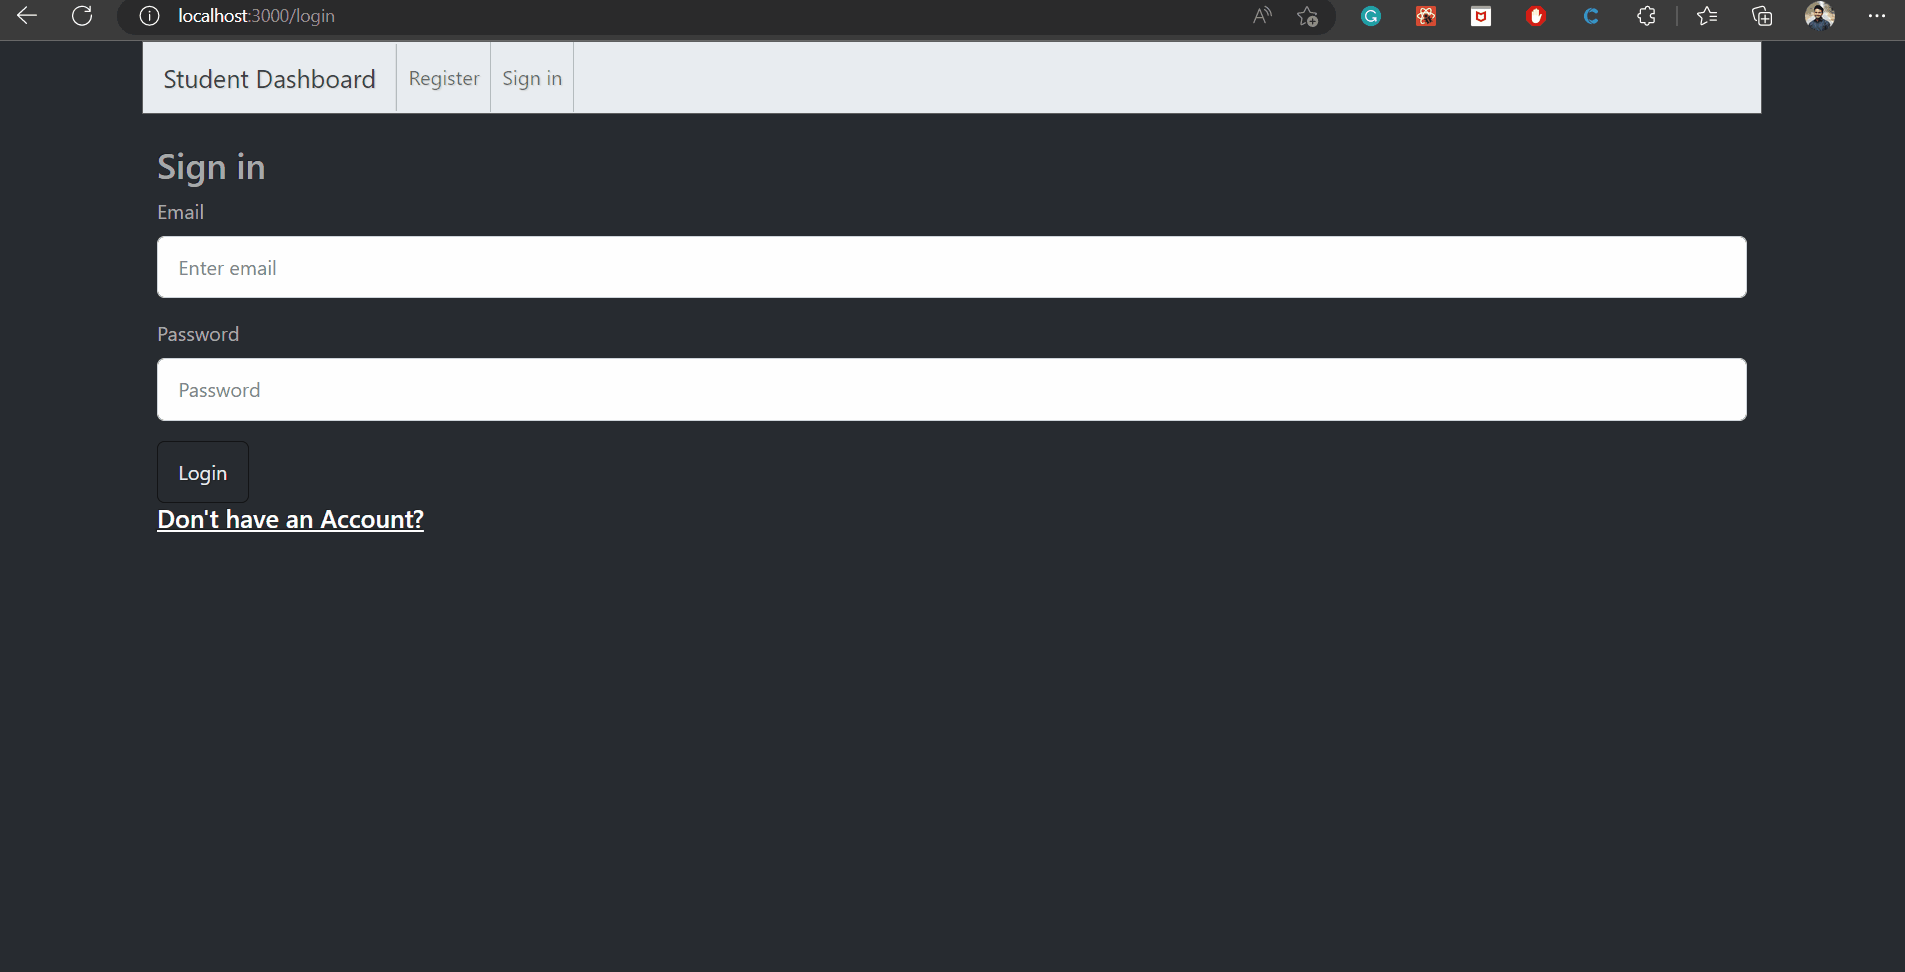 localhost:3000/login
Student Dashboard Register Sign in
Sign in
Email
Enter email
Password
Password
Login
Don't have an Account?